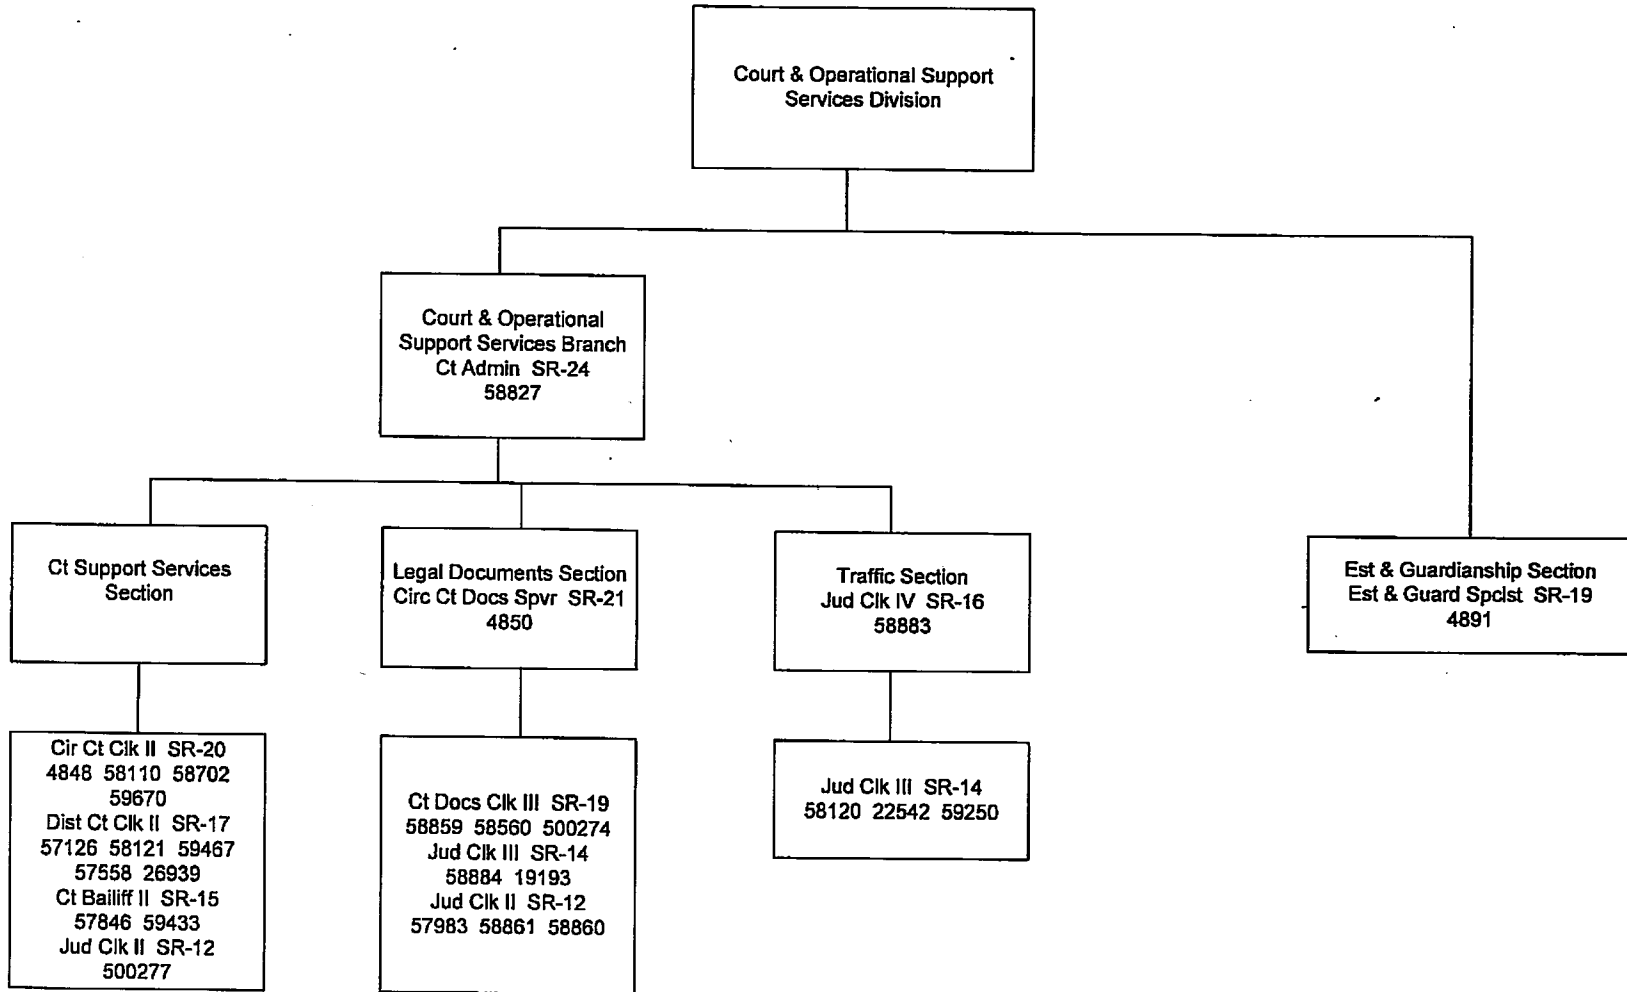 Court & Operational Support
Services Division
Court & Operational
Support Services Branch
Ct Admin SR-24
58827
Ct Support Services
Section
Legal Documents Section
Circ Ct Docs Spvr SR-21
4850
Traffic Section
Jud Clk IV SR-16
58883
Est & Guardianship Section
Est & Guard Spclst SR-19
4891
Cir Ct Clk II SR-20
4848 58110 58702
59670
Dist Ct Clk II SR-17
57126 58121 59467
57558 26939
Ct Bailiff II SR-15
57846 59433
Jud Clk II SR-12
500277
Ct Docs Clk III SR-19
58859 58560 500274
Jud Clk III SR-14
58884 19193
Jud Clk II SR-12
57983 58861 58860
Jud Clk III SR-14
58120 22542 59250